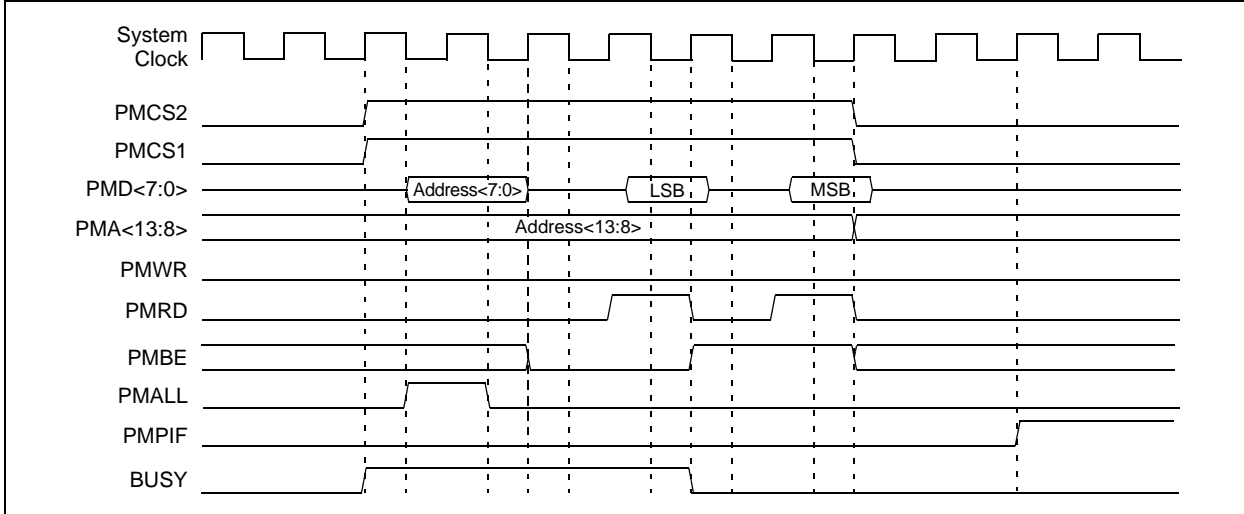 System
Clock
PMCS2
PMCS1
PMD<7:0>
Address<7:0>
LSB
MSB
PMA<13:8>
Address<13:8>
PMWR
PMRD
PMBE
PMALL
PMPIF
BUSY